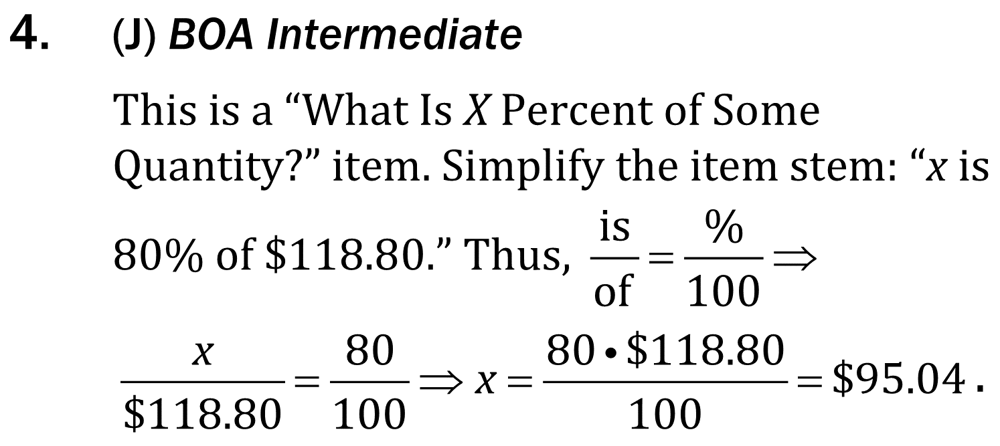 4. (J) BOA Intermediate
This is a “What Is X Percent of Some
Quantity?” item. Simplify the item stem: “x is
80% of $118.80.” Thus, is/of = %/100 ⇒
x/$118.80 = 80/100 ⇒ x = 80 • $118.80/100 = $95.04.